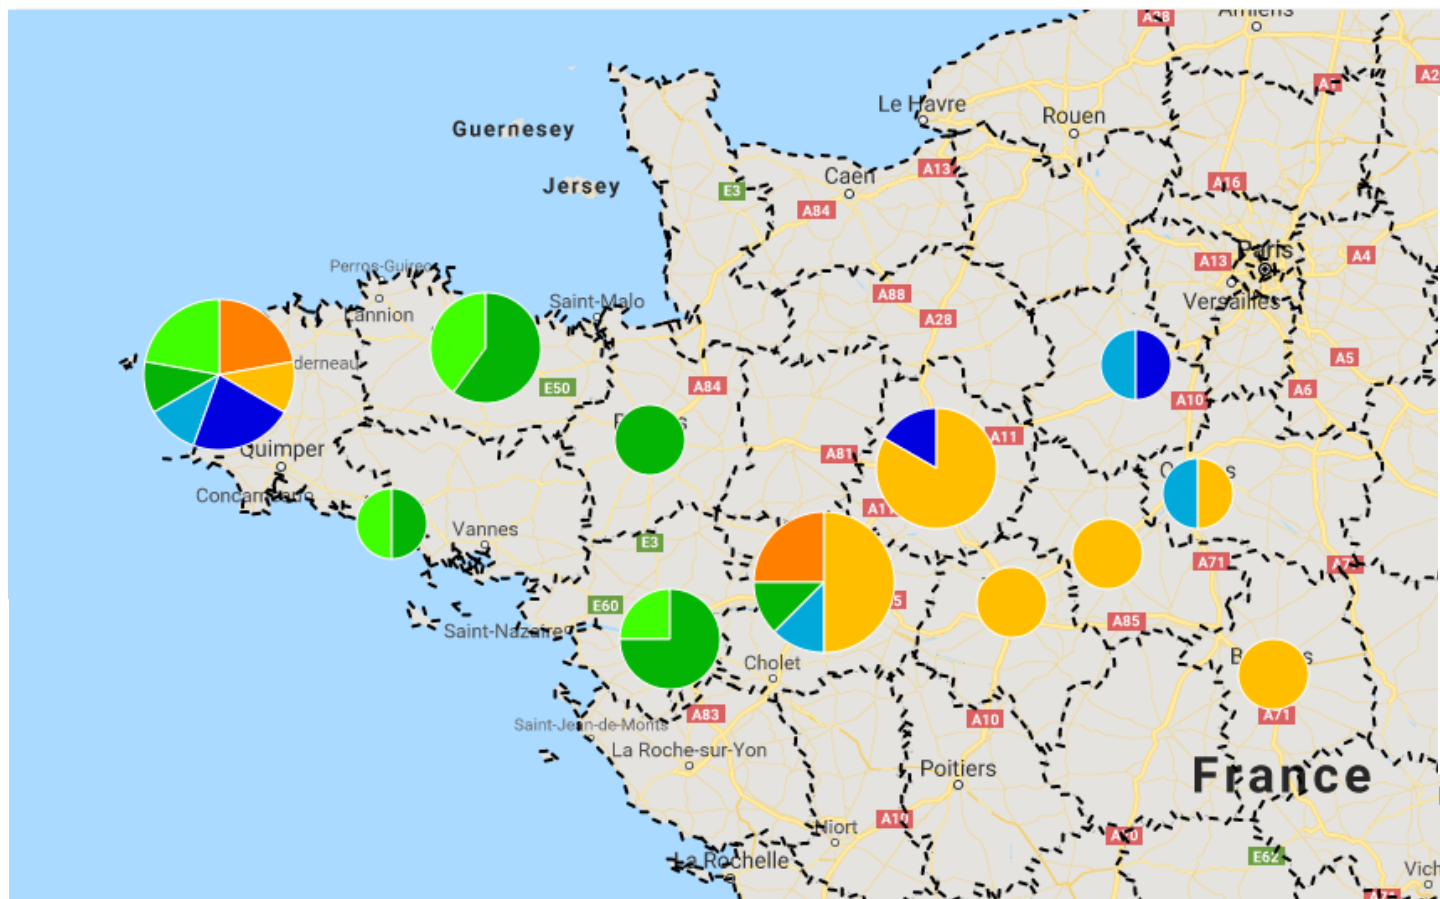 A28
Amiens
A2
Le Havre
Rouen
Guernesey
Jersey
E3
Caen
A13
A84
A16
Paris
A13
A4
Versailles
Perros-Guirec
Lannion
Saint-Malo
A88
A28
derneau
E50
A84
A5
A6
A10
A11
A81
Quimper
Concarneau
Vannes
E3
A71
E60
A85
Saint-Nazaire
Cholet
A83
A10
A71
Saint-Jean-de-Monts
La Roche-sur-Yon
Poitiers
France
Niort
A10
E62
La Rochelle
Vich